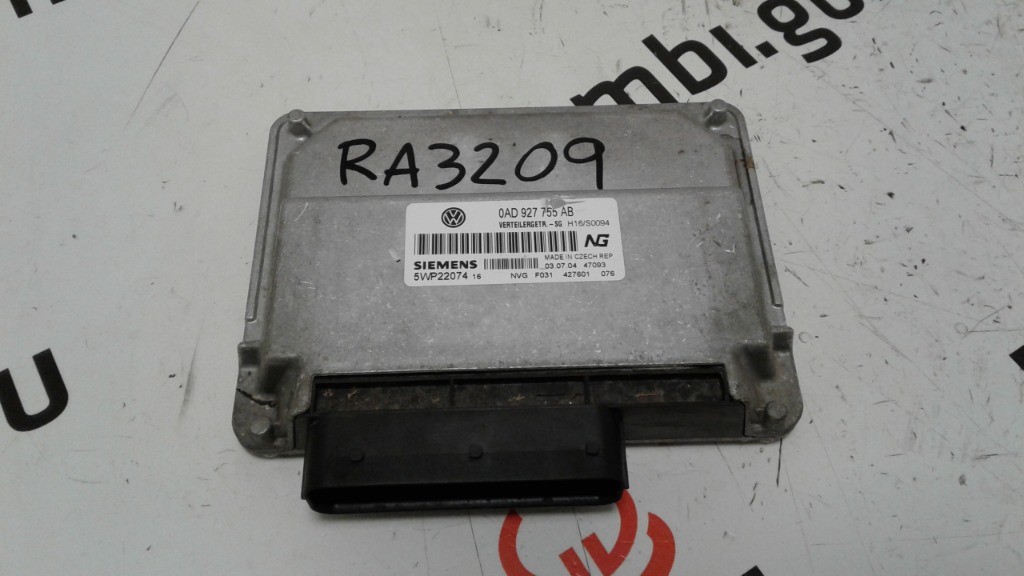 mbi.g
RA3209
0AD 927 755 AB
VERTEILERGETR.-SG H16/S0094
NG
MADE IN CZECH REP
SIEMENS 03.07.04 47093
5WP22074 16 NVG F031 427601 076
u